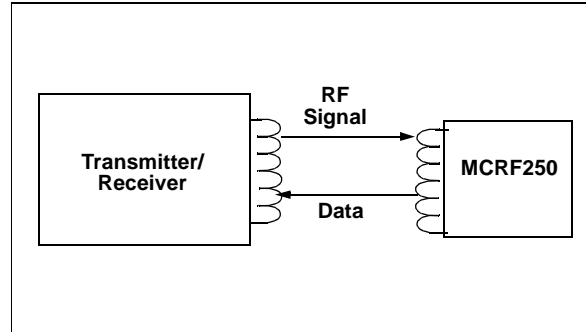 RF
Signal
Transmitter/
Receiver
MCRF250
Data